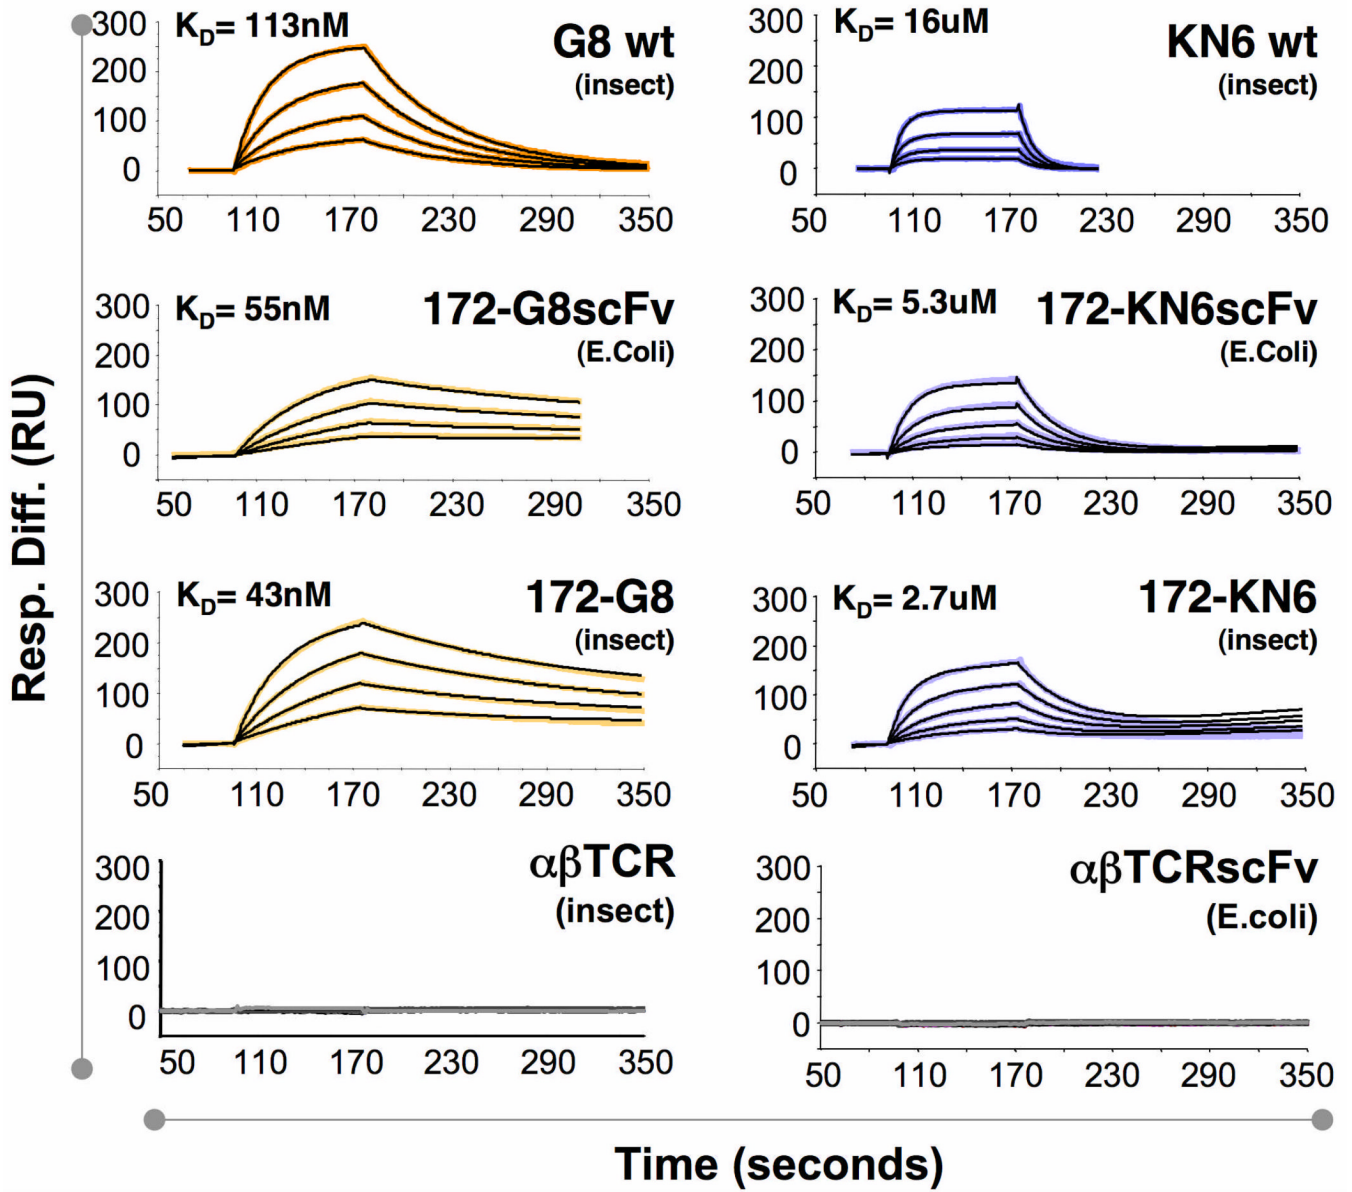 Resp. Diff. (RU)
K_D= 113nM
G8 wt
(insect)
300
200
100
0
50 110 170 230 290 350
K_D= 16uM
KN6 wt
(insect)
300
200
100
0
50 110 170 230 290 350
K_D= 55nM
172-G8scFv
(E.Coli)
300
200
100
0
50 110 170 230 290 350
K_D= 5.3uM
172-KN6scFv
(E.Coli)
300
200
100
0
50 110 170 230 290 350
K_D= 43nM
172-G8
(insect)
300
200
100
0
50 110 170 230 290 350
K_D= 2.7uM
172-KN6
(insect)
300
200
100
0
50 110 170 230 290 350
αβTCR
(insect)
300
200
100
0
50 110 170 230 290 350
αβTCRscFv
(E.coli)
300
200
100
0
50 110 170 230 290 350
Time (seconds)